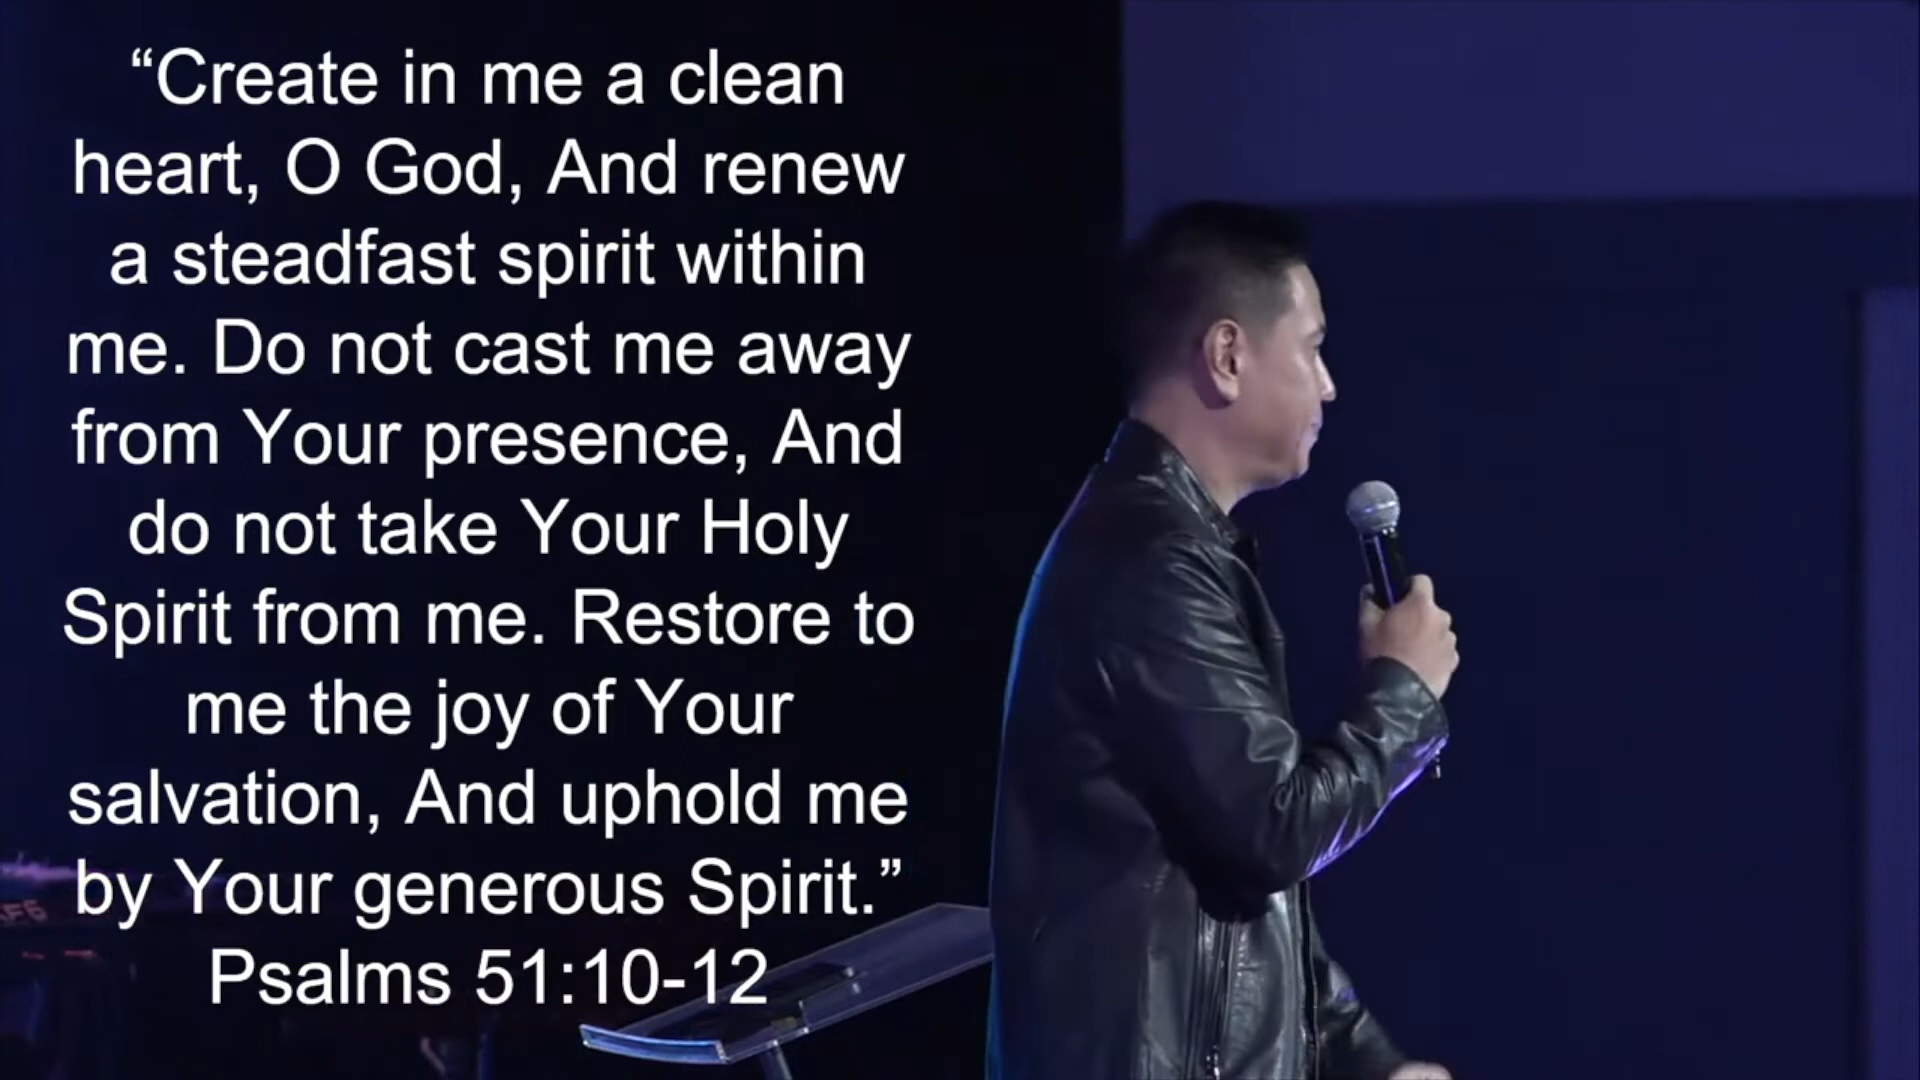 “Create in me a clean
heart, O God, And renew
a steadfast spirit within
me. Do not cast me away
from Your presence, And
do not take Your Holy
Spirit from me. Restore to
me the joy of Your
salvation, And uphold me
by Your generous Spirit.”
Psalms 51:10-12